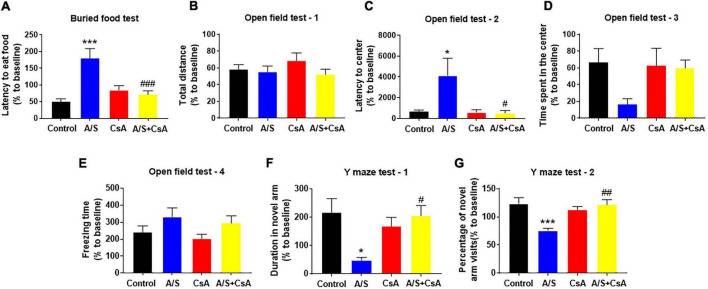 A
Buried food test
Latency to eat food
(% to baseline)
250
200
150
100
50
0
***
###
Control
A/S
CsA
A/S+CsA
B
Open field test - 1
Total distance
(% to baseline)
100
80
60
40
20
0
Control
A/S
CsA
A/S+CsA
C
Open field test - 2
Latency to center
(% to baseline)
8000
6000
4000
2000
0
*
#
Control
A/S
CsA
A/S+CsA
D
Open field test - 3
Time spent in the center
(% to baseline)
100
80
60
40
20
0
Control
A/S
CsA
A/S+CsA
E
Open field test - 4
Freezing time
(% to baseline)
500
400
300
200
100
0
Control
A/S
CsA
A/S+CsA
F
Y maze test - 1
Duration in novel arm
(% to baseline)
300
200
100
0
*
#
Control
A/S
CsA
A/S+CsA
G
Y maze test - 2
Percentage of novel
arm visits(% to baseline)
150
100
50
0
***
##
Control
A/S
CsA
A/S+CsA